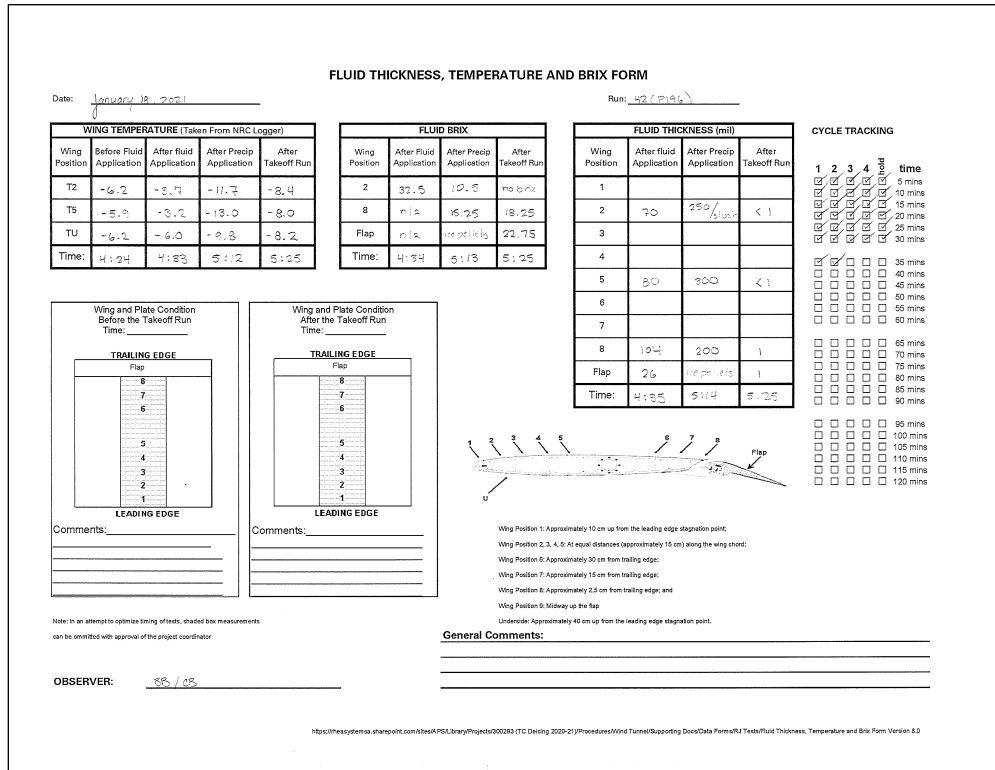 FLUID THICKNESS, TEMPERATURE AND BRIX FORM
Date: January 18, 2021
Run: 42 (P196)
WING TEMPERATURE (Taken From NRC Logger)
Wing Position | Before Fluid Application | After fluid Application | After Precip Application | After Takeoff Run
T2 | -6.2 | -3.7 | -11.7 | -8.4
T5 | -5.9 | -3.2 | -13.0 | -8.0
TU | -6.2 | -6.0 | -9.8 | -8.2
Time: | 4:24 | 4:33 | 5:12 | 5:25
FLUID BRIX
Wing Position | After Fluid Application | After Precip Application | After Takeoff Run
2 | 32.5 | 10.5 | no brix
8 | n/a | 15.25 | 18.25
Flap | n/a | ice pellets | 22.75
Time: | 4:34 | 5:13 | 5:25
FLUID THICKNESS (mil)
Wing Position | After fluid Application | After Precip Application | After Takeoff Run
1
2 | 70 | 250/slush | <1
3
4
5 | 80 | 300 | <1
6
7
8 | 104 | 200 | 1
Flap | 26 | ice pellets | 1
Time: | 4:35 | 5:14 | 5:25
CYCLE TRACKING
1 2 3 4 hold time
5 mins
10 mins
15 mins
20 mins
25 mins
30 mins
35 mins
40 mins
45 mins
50 mins
55 mins
60 mins
65 mins
70 mins
75 mins
80 mins
85 mins
90 mins
95 mins
100 mins
105 mins
110 mins
115 mins
120 mins
Wing and Plate Condition
Before the Takeoff Run
Time:
TRAILING EDGE
Flap
8
7
6
5
4
3
2
1
LEADING EDGE
Comments:
Wing and Plate Condition
After the Takeoff Run
Time:
TRAILING EDGE
Flap
8
7
6
5
4
3
2
1
LEADING EDGE
Comments:
1 2 3 4 5 6 7 8 Flap
U
Wing Position 1: Approximately 10 cm up from the leading edge stagnation point;
Wing Position 2, 3, 4, 5: At equal distances (approximately 15 cm) along the wing chord;
Wing Position 6: Approximately 30 cm from trailing edge;
Wing Position 7: Approximately 15 cm from trailing edge;
Wing Position 8: Approximately 2.5 cm from trailing edge; and
Wing Position 9: Midway up the flap
Underside: Approximately 40 cm up from the leading edge stagnation point.
Note: In an attempt to optimize timing of tests, shaded box measurements
can be ommitted with approval of the project coordinator
General Comments:
OBSERVER: BB / CB
https://rheasystemsa.sharepoint.com/sites/APS/Library/Projects/300293 (TC Deicing 2020-21)/Procedures/Wind Tunnel/Supporting Docs/Data Forms/RJ Tests/Fluid Thickness, Temperature and Brix Form Version 8.0